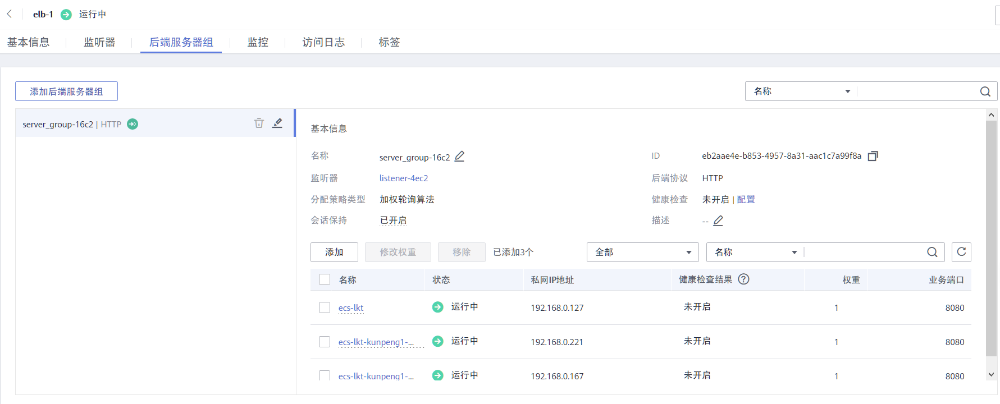 elb-1 运行中
基本信息 监听器 后端服务器组 监控 访问日志 标签
添加后端服务器组 名称
server_group-16c2 | HTTP
基本信息
名称 server_group-16c2 ID eb2aae4e-b853-4957-8a31-aac1c7a99f8a
监听器 listener-4ec2 后端协议 HTTP
分配策略类型 加权轮询算法 健康检查 未开启 | 配置
会话保持 已开启 描述 --
添加 修改权重 移除 已添加3个 全部 名称
名称 状态 私网IP地址 健康检查结果 ? 权重 业务端口
ecs-lkt 运行中 192.168.0.127 未开启 1 8080
ecs-lkt-kunpeng1-... 运行中 192.168.0.221 未开启 1 8080
ecs-lkt-kunpeng1-... 运行中 192.168.0.167 未开启 1 8080